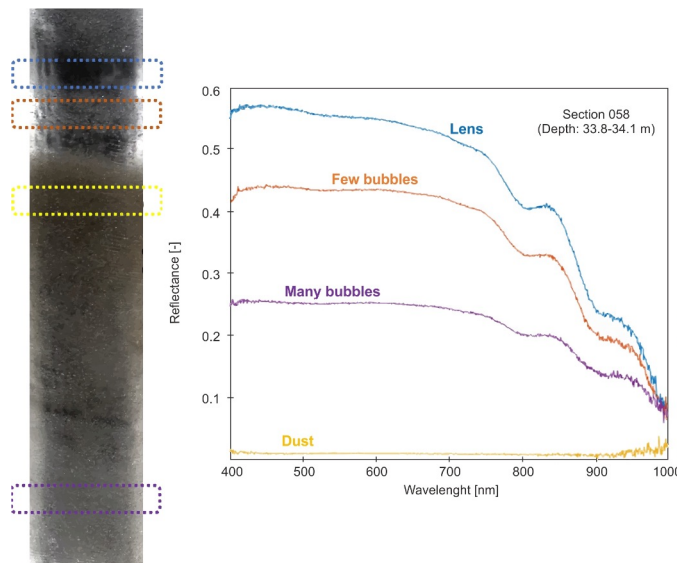 0.6
Section 058
(Depth: 33.8-34.1 m)
Lens
0.5
Few bubbles
0.4
0.3
Reflectance [-]
Many bubbles
0.2
0.1
Dust
400 500 600 700 800 900 1000
Wavelenght [nm]